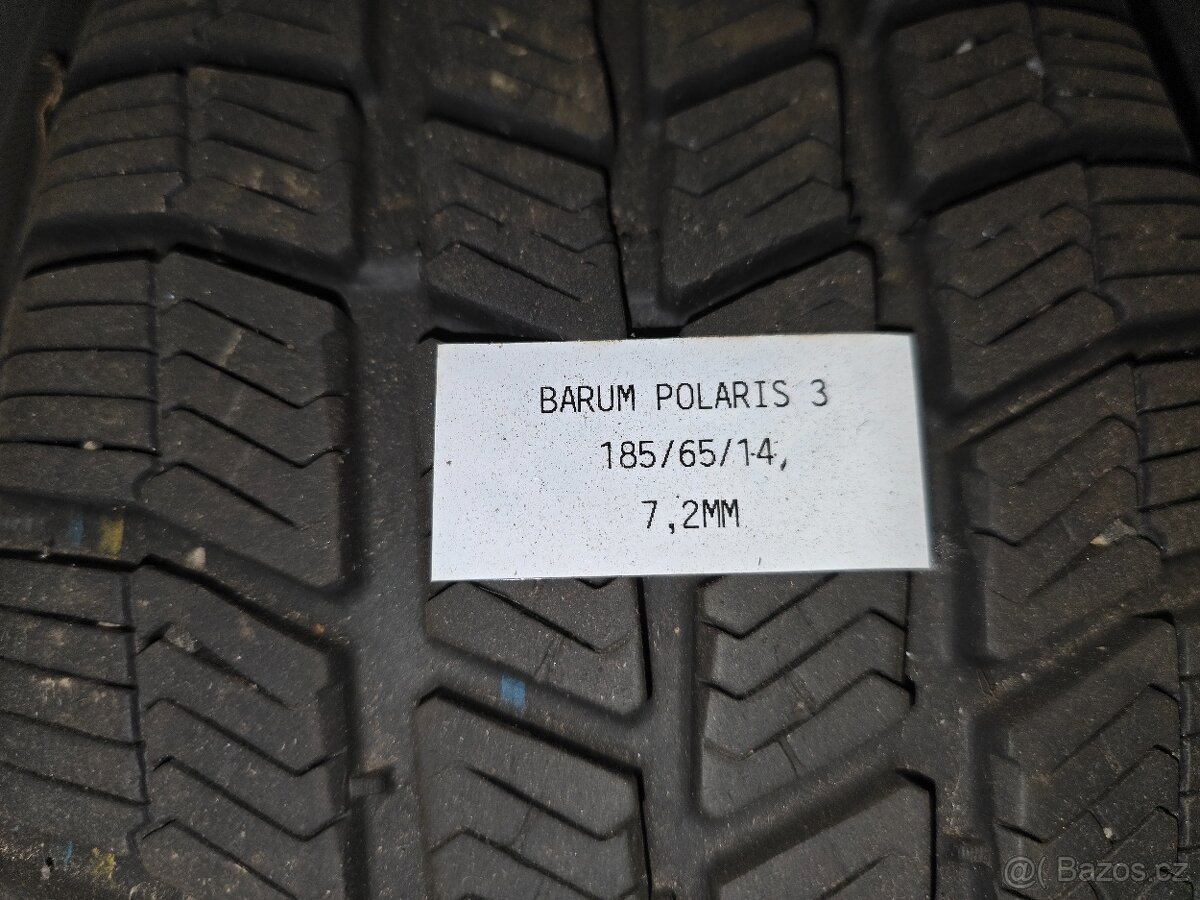 BARUM POLARIS 3
185/65/14,
7,2MM
@( Bazos.cz